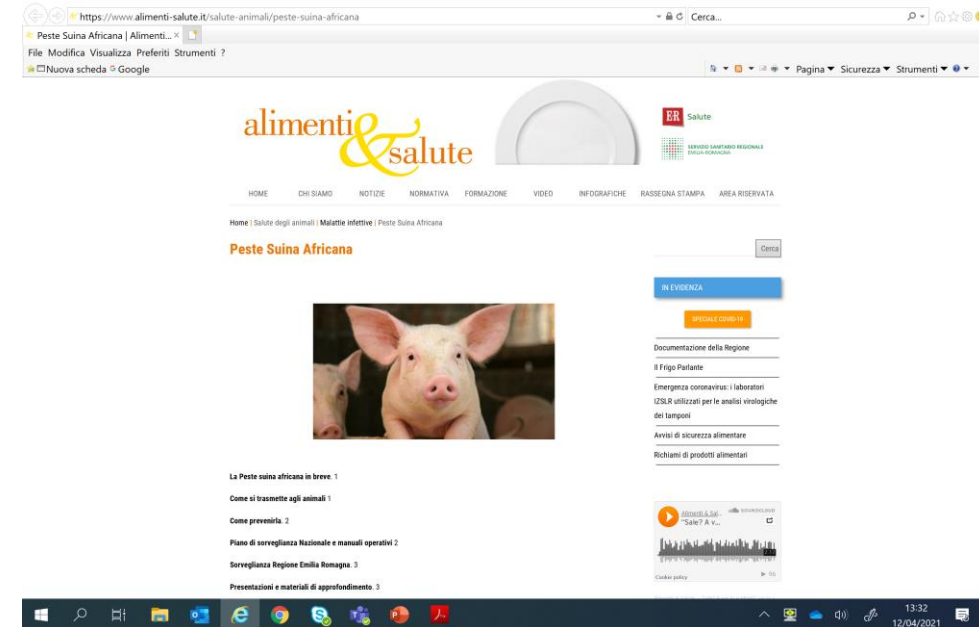 https://www.alimenti-salute.it/salute-animali/peste-suina-africana
Cerca...
Peste Suina Africana | Alimenti... ×
File Modifica Visualizza Preferiti Strumenti ?
Nuova scheda Google
Pagina Sicurezza Strumenti
alimenti
&
salute
E-R Salute
SERVIZIO SANITARIO REGIONALE
EMILIA-ROMAGNA
HOME CHI SIAMO NOTIZIE NORMATIVA FORMAZIONE VIDEO INFOGRAFICHE RASSEGNA STAMPA AREA RISERVATA
Home | Salute degli animali | Malattie infettive | Peste Suina Africana
Peste Suina Africana
Cerca
IN EVIDENZA
SPECIALE COVID-19
Documentazione della Regione
Il Frigo Parlante
Emergenza coronavirus: i laboratori
IZSLR utilizzati per le analisi virologiche
dei tamponi
Avvisi di sicurezza alimentare
Richiami di prodotti alimentari
La Peste suina africana in breve. 1
Come si trasmette agli animali 1
Come prevenirla. 2
Piano di sorveglianza Nazionale e manuali operativi 2
Sorveglianza Regione Emilia Romagna. 3
Presentazioni e materiali di approfondimento. 3
Alimenti & Sal... SOUNDCLOUD
"Sale? A v...
Cookie policy
13:32
12/04/2021